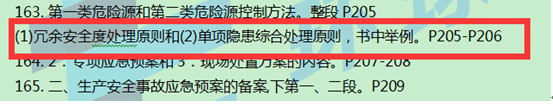 163. 第一类危险源和第二类危险源控制方法。整段 P205
(1)冗余安全度处理原则和(2)单项隐患综合处理原则，书中举例。P205-P206
164. 2．专项应急预案和 3．现场处置方案的内容。P207-208
165. 二、生产安全事故应急预案的备案,下第一、二段。P209